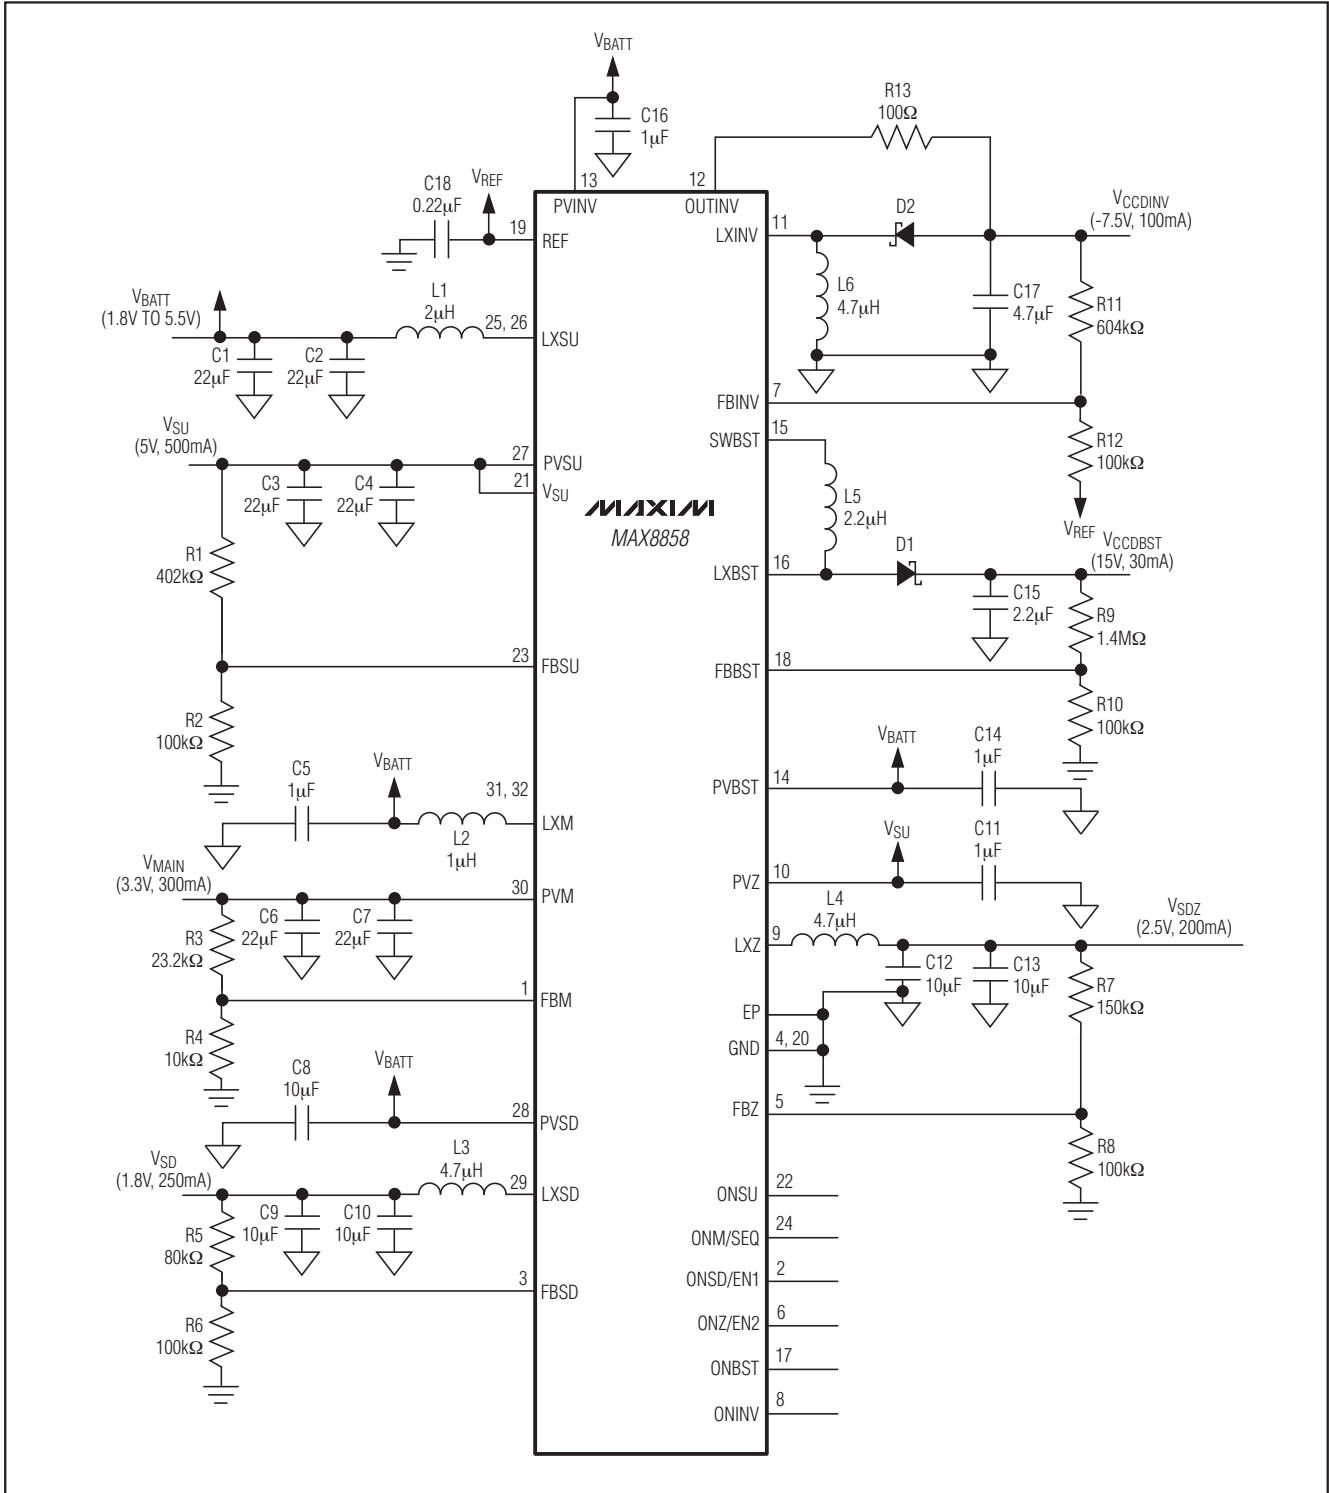 VBATT
C16
1µF
R13
100Ω
C18
0.22µF
VREF
13
12
PVINV
OUTINV
19
REF
11
LXINV
D2
VCCDINV
(-7.5V, 100mA)
L6
4.7µH
C17
4.7µF
R11
604kΩ
VBATT
(1.8V TO 5.5V)
L1
2µH
25, 26
LXSU
C1
22µF
C2
22µF
7
FBINV
15
SWBST
R12
100kΩ
VREF
VSU
(5V, 500mA)
27
PVSU
21
VSU
C3
22µF
C4
22µF
MAXIM
MAX8858
L5
2.2µH
R1
402kΩ
16
LXBST
D1
VCCDBST
(15V, 30mA)
C15
2.2µF
R9
1.4MΩ
23
FBSU
18
FBBST
R2
100kΩ
R10
100kΩ
C5
1µF
VBATT
31, 32
LXM
L2
1µH
VBATT
C14
1µF
14
PVBST
VSU
C11
1µF
10
PVZ
VMAIN
(3.3V, 300mA)
30
PVM
C6
22µF
C7
22µF
R3
23.2kΩ
L4
4.7µH
9
LXZ
VSDZ
(2.5V, 200mA)
C12
10µF
C13
10µF
R7
150kΩ
1
FBM
EP
R4
10kΩ
4, 20
GND
C8
10µF
VBATT
28
PVSD
5
FBZ
R8
100kΩ
VSD
(1.8V, 250mA)
L3
4.7µH
29
LXSD
C9
10µF
C10
10µF
R5
80kΩ
22
ONSU
24
ONM/SEQ
3
FBSD
2
ONSD/EN1
R6
100kΩ
6
ONZ/EN2
17
ONBST
8
ONINV